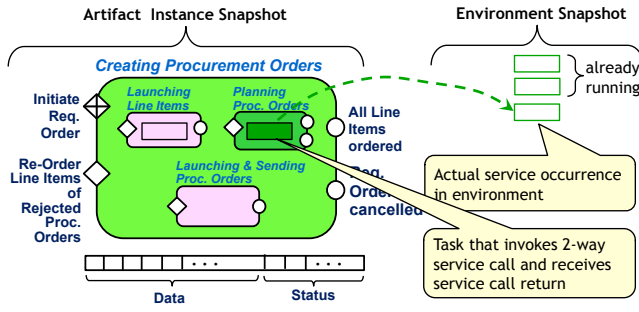 Artifact Instance Snapshot
Environment Snapshot
Creating Procurement Orders
already
running
Launching
Line Items
Planning
Proc. Orders
Initiate
Req.
Order
All Line
Items
ordered
Re-Order
Line Items
of
Rejected
Proc.
Orders
Launching & Sending
Proc. Orders
Req.
Order
cancelled
Actual service occurrence
in environment
Task that invokes 2-way
service call and receives
service call return
. . .
. . .
Data
Status